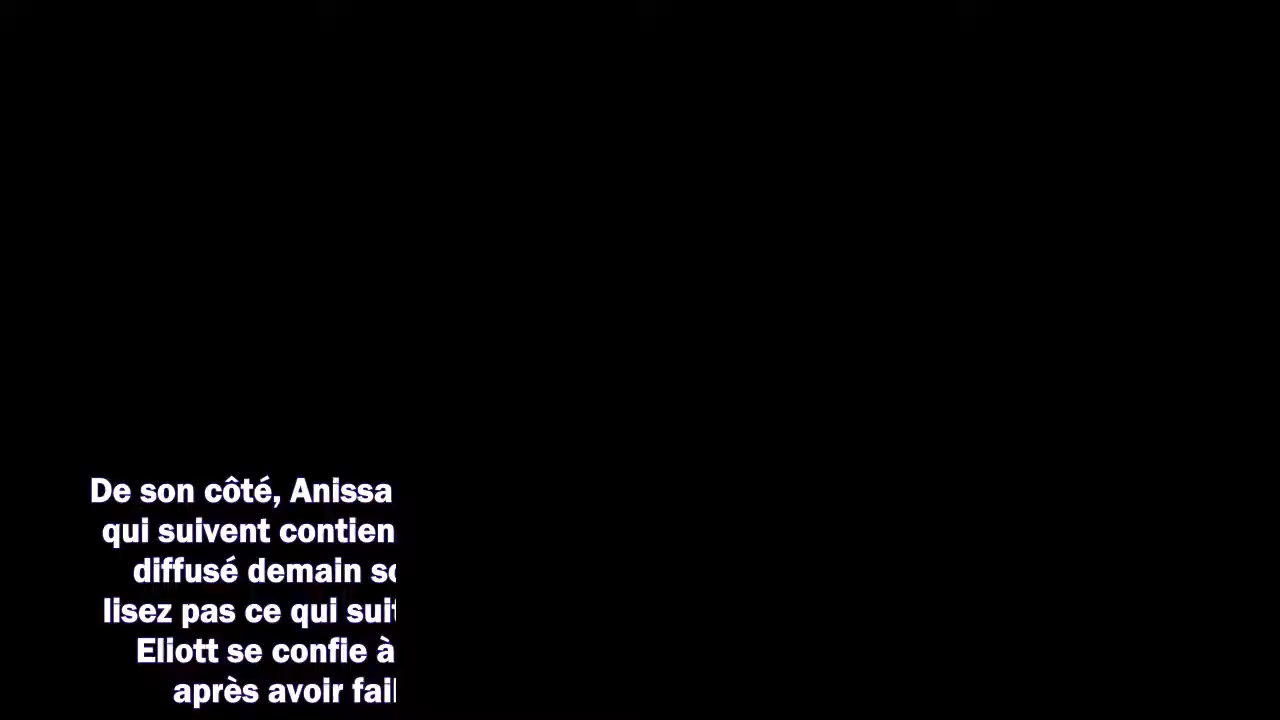 De son côté, Anissa
qui suivent contien
diffusé demain
lisez pas ce qui suit
Eliott se confie à
après avoir fail